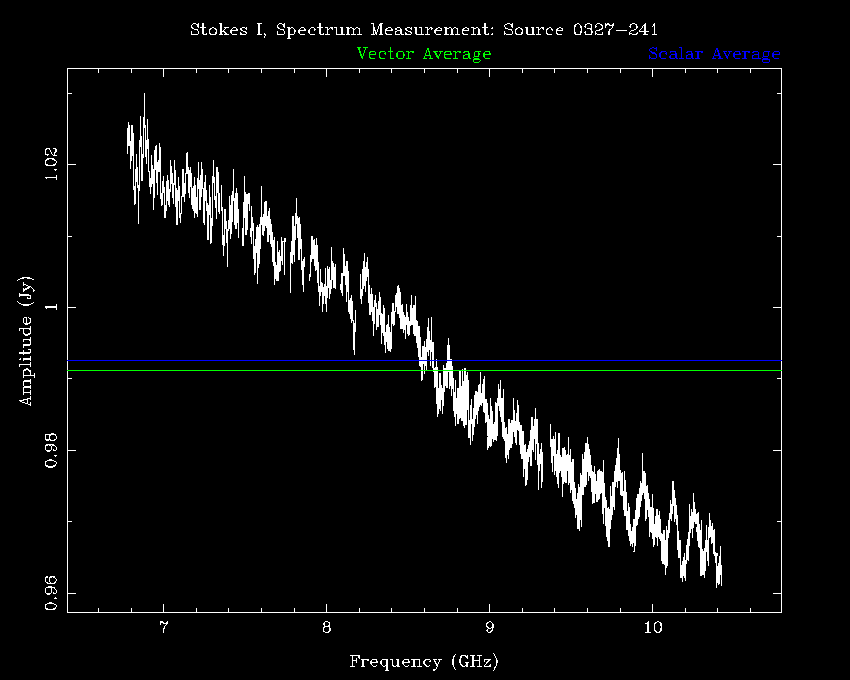 Stokes I, Spectrum Measurement: Source 0327-241
Vector Average Scalar Average
1.02
1
0.98
0.96
Amplitude (Jy)
7 8 9 10
Frequency (GHz)